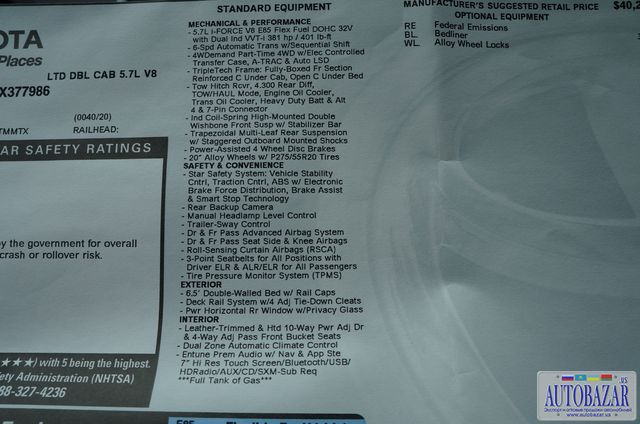 OTA
Places
LTD DBL CAB 5.7L V8
X377986
(0040/20)
TMMTX RAILHEAD:
AR SAFETY RATINGS
by the government for overall
crash or rollover risk.
★★★) with 5 being the highest.
ety Administration (NHTSA)
88-327-4236
STANDARD EQUIPMENT
MECHANICAL & PERFORMANCE
- 5.7L i-FORCE V8 E85 Flex Fuel DOHC 32V
with Dual Ind VVT-i 381 hp / 401 lb-ft
- 6-Spd Automatic Trans w/Sequential Shift
- 4WDemand Part-Time 4WD w/Elec Controlled
Transfer Case, A-TRAC & Auto LSD
- TripleTech Frame: Fully-Boxed Fr Section
Reinforced C Under Cab, Open C Under Bed
- Tow Hitch Rcvr, 4.300 Rear Diff,
TOW/HAUL Mode, Engine Oil Cooler,
Trans Oil Cooler, Heavy Duty Batt & Alt
4 & 7-Pin Connector
- Ind Coil-Spring High-Mounted Double
Wishbone Front Susp w/ Stabilizer Bar
- Trapezoidal Multi-Leaf Rear Suspension
w/ Staggered Outboard Mounted Shocks
- Power-Assisted 4 Wheel Disc Brakes
- 20" Alloy Wheels w/ P275/55R20 Tires
SAFETY & CONVENIENCE
- Star Safety System: Vehicle Stability
Cntrl, Traction Cntrl, ABS w/ Electronic
Brake Force Distribution, Brake Assist
& Smart Stop Technology
- Rear Backup Camera
- Manual Headlamp Level Control
- Trailer-Sway Control
- Dr & Fr Pass Advanced Airbag System
- Dr & Fr Pass Seat Side & Knee Airbags
- Roll-Sensing Curtain Airbags (RSCA)
- 3-Point Seatbelts for All Positions with
Driver ELR & ALR/ELR for All Passengers
- Tire Pressure Monitor System (TPMS)
EXTERIOR
- 6.5' Double-Walled Bed w/ Rail Caps
- Deck Rail System w/4 Adj Tie-Down Cleats
- Pwr Horizontal Rr Window w/Privacy Glass
INTERIOR
- Leather-Trimmed & Htd 10-Way Pwr Adj Dr
& 4-Way Adj Pass Front Bucket Seats
- Dual Zone Automatic Climate Control
- Entune Prem Audio w/ Nav & App Ste
7" Hi Res Touch Screen/Bluetooth/USB/
HDRadio/AUX/CD/SXM-Sub Req
***Full Tank of Gas***
MANUFACTURER'S SUGGESTED RETAIL PRICE $40,2
OPTIONAL EQUIPMENT
RE Federal Emissions
BL. Bedliner
WL. Alloy Wheel Locks
E85
AUTOBAZAR.us
www.autobazar.us